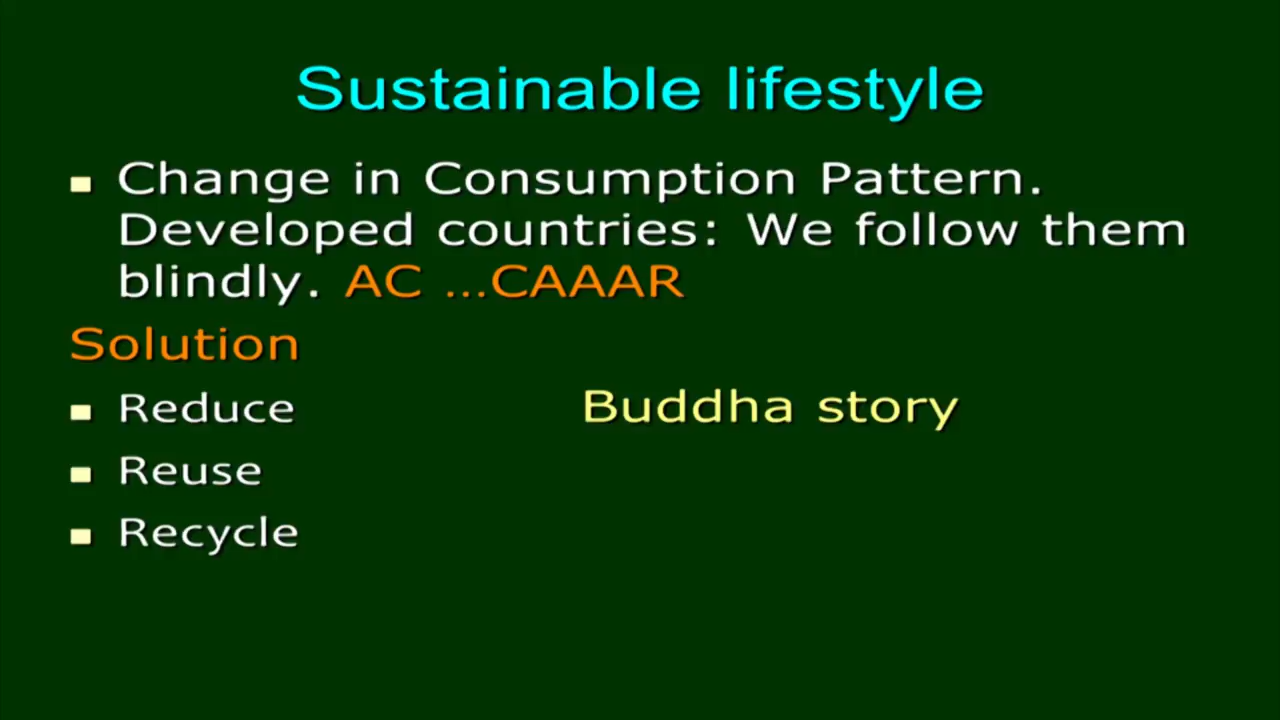 Sustainable lifestyle
Change in Consumption Pattern.
Developed countries: We follow them
blindly. AC ...CAAAR
Solution
Reduce
Buddha story
Reuse
Recycle